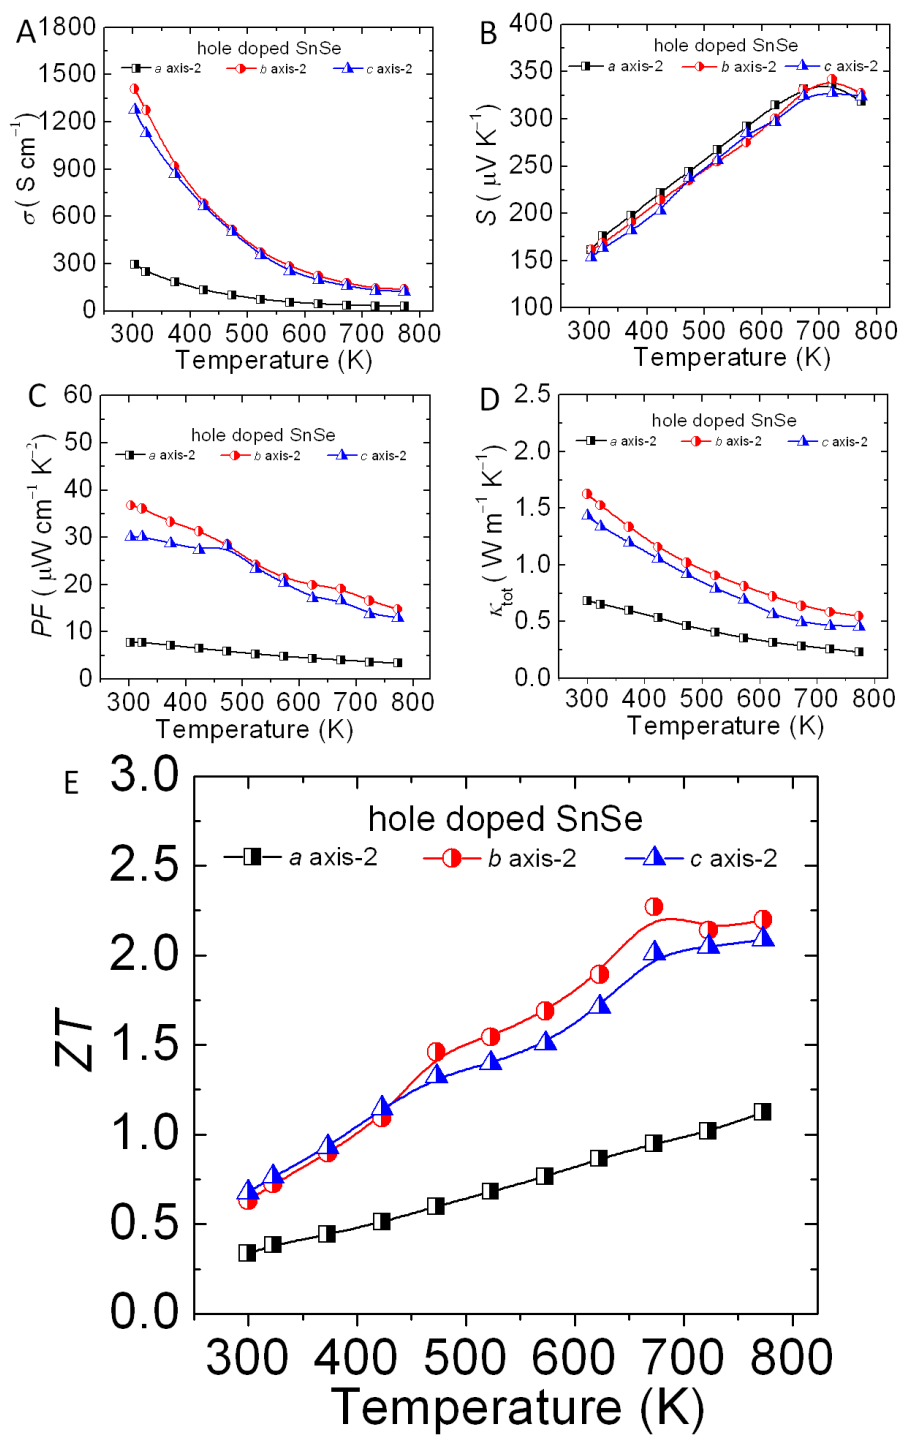 A
1800
1500
1200
900
600
300
0
σ ( S cm⁻¹)
hole doped SnSe
a axis-2 b axis-2 c axis-2
300 400 500 600 700 800
Temperature (K)
B
400
350
300
250
200
150
100
S ( μV K⁻¹)
hole doped SnSe
a axis-2 b axis-2 c axis-2
300 400 500 600 700 800
Temperature (K)
C
60
50
40
30
20
10
0
PF ( μW cm⁻¹ K⁻²)
hole doped SnSe
a axis-2 b axis-2 c axis-2
300 400 500 600 700 800
Temperature (K)
D
2.5
2.0
1.5
1.0
0.5
0.0
κtot ( W m⁻¹ K⁻¹)
hole doped SnSe
a axis-2 b axis-2 c axis-2
300 400 500 600 700 800
Temperature (K)
E
3.0
2.5
2.0
1.5
1.0
0.5
0.0
ZT
hole doped SnSe
a axis-2 b axis-2 c axis-2
300 400 500 600 700 800
Temperature (K)